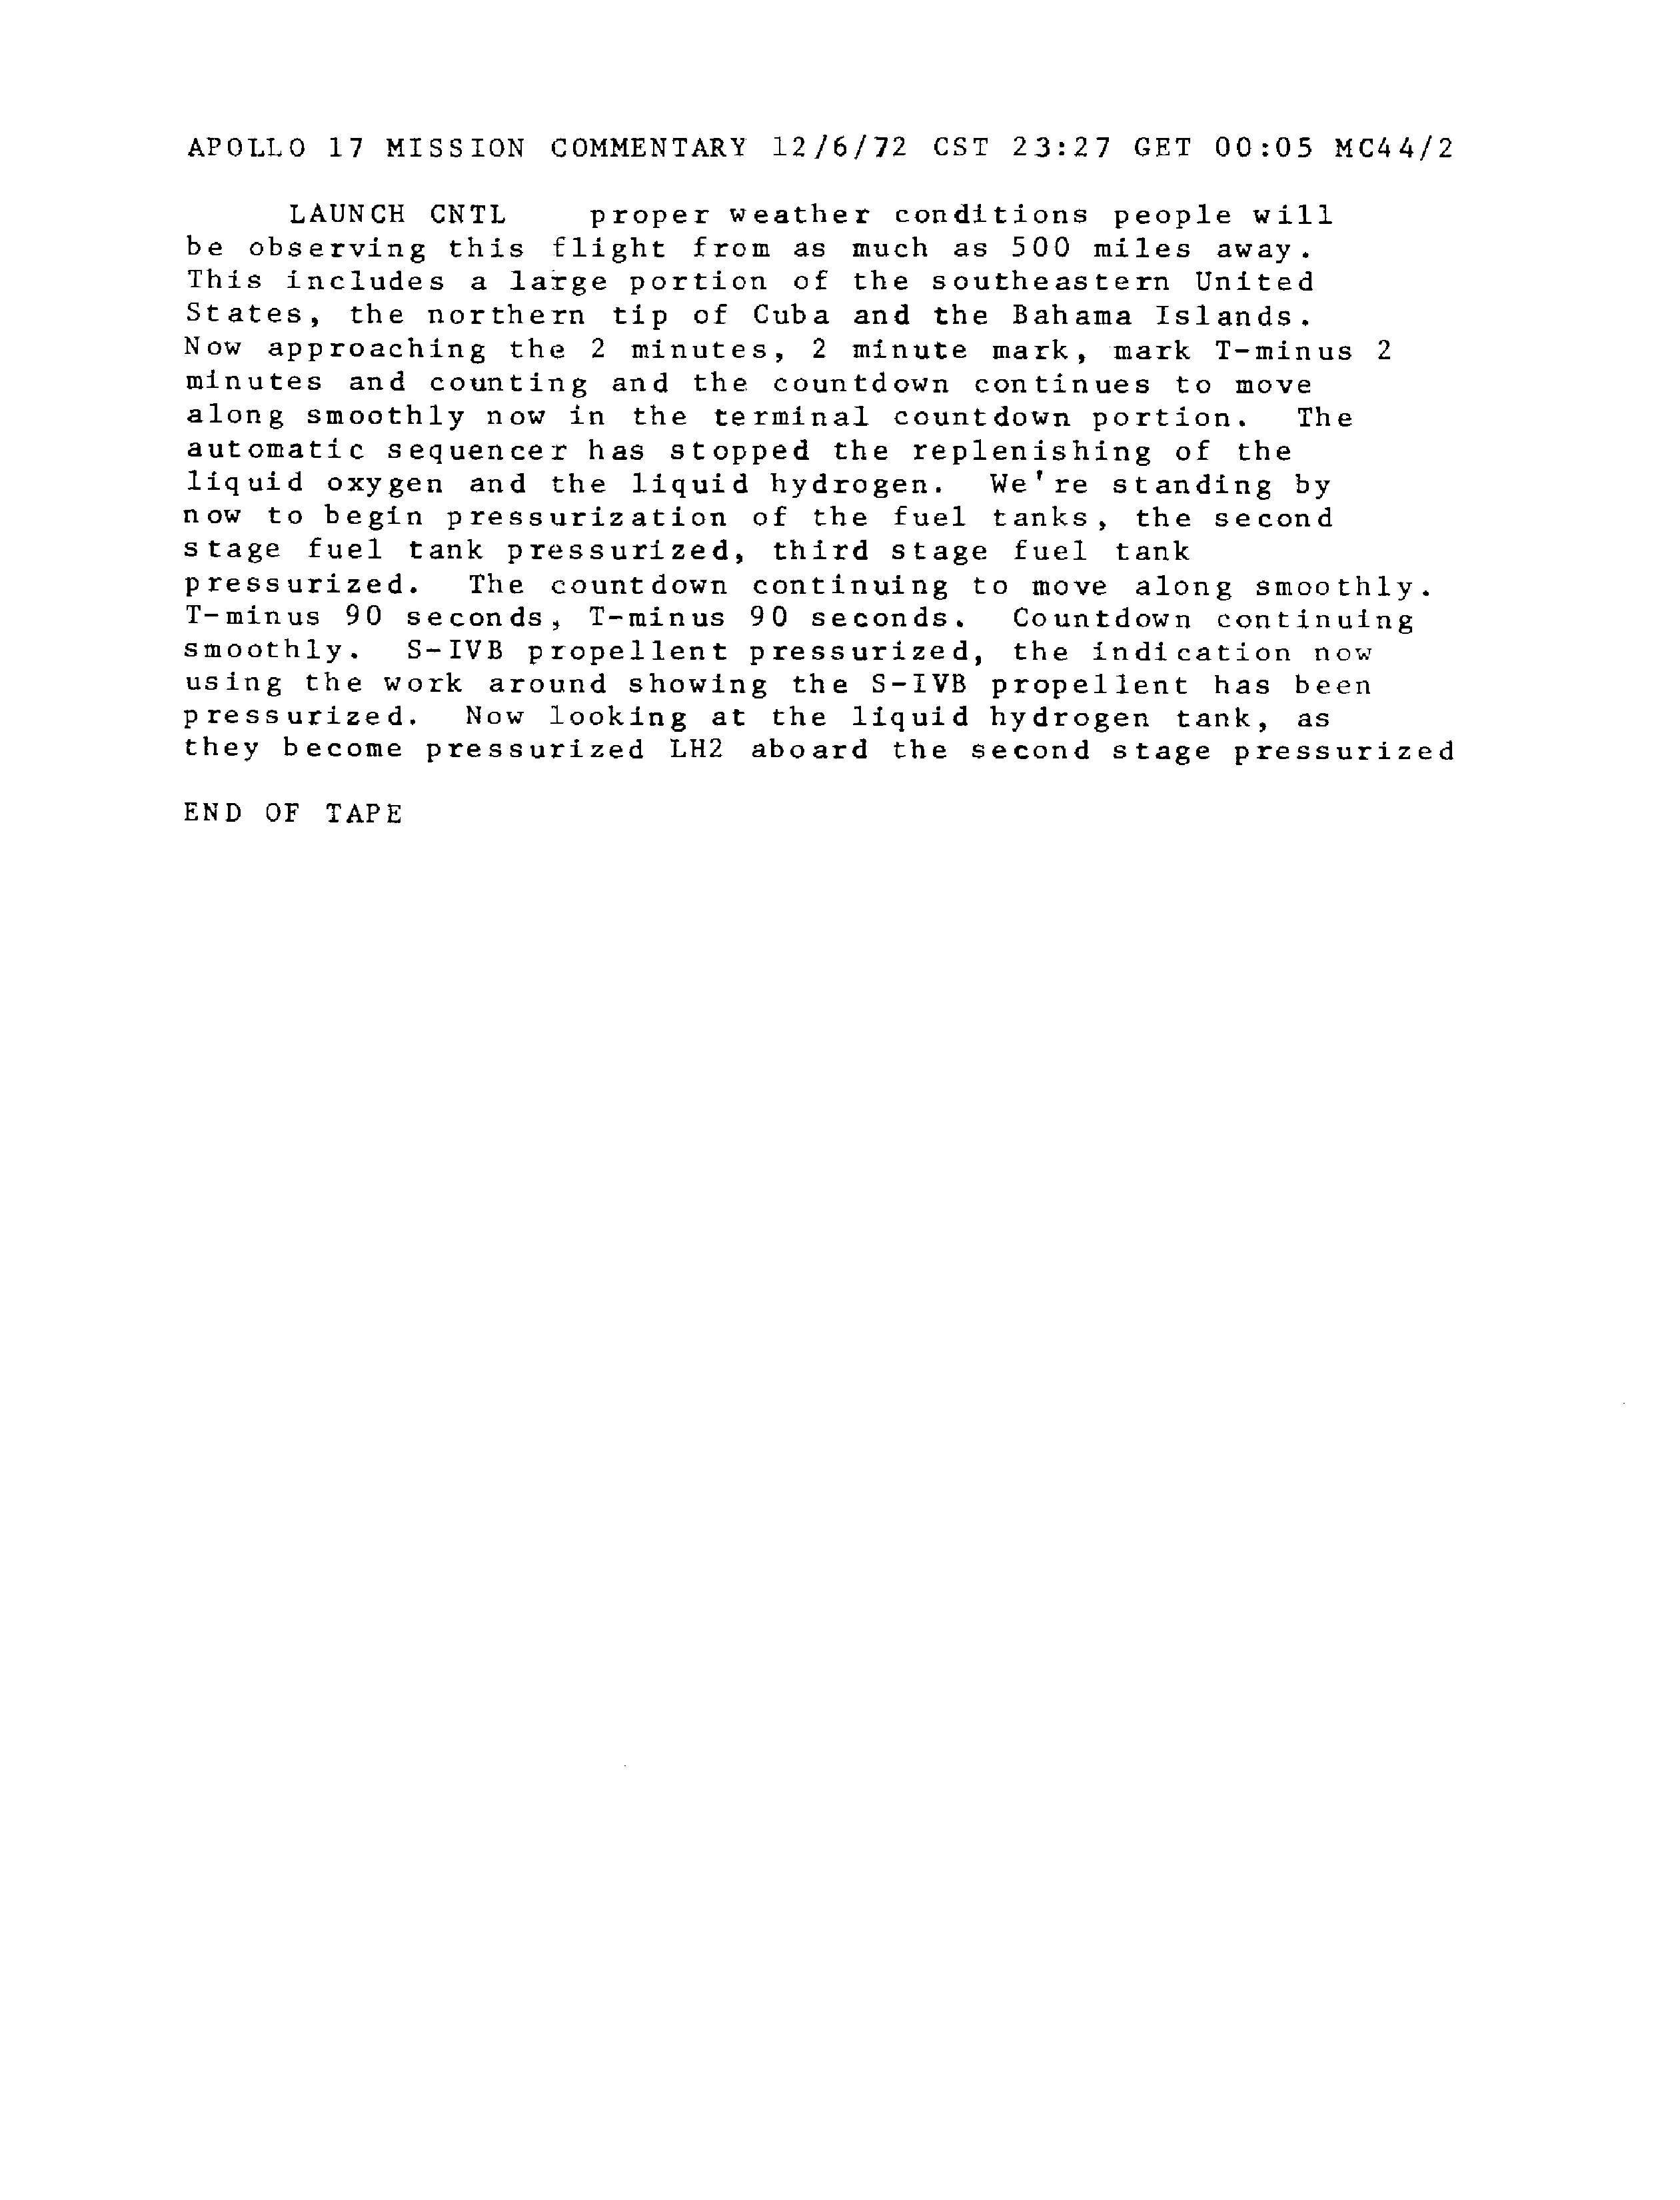 APOLLO 17 MISSION COMMENTARY 12/6/72 CST 23:27 GET 00:05 MC44/2
LAUNCH CNTL proper weather conditions people will
be observing this flight from as much as 500 miles away.
This includes a large portion of the southeastern United
States, the northern tip of Cuba and the Bahama Islands.
Now approaching the 2 minutes, 2 minute mark, mark T-minus 2
minutes and counting and the countdown continues to move
along smoothly now in the terminal countdown portion. The
automatic sequencer has stopped the replenishing of the
liquid oxygen and the liquid hydrogen. We're standing by
now to begin pressurization of the fuel tanks, the second
stage fuel tank pressurized, third stage fuel tank
pressurized. The countdown continuing to move along smoothly.
T-minus 90 seconds, T-minus 90 seconds. Countdown continuing
smoothly. S-IVB propellent pressurized, the indication now
using the work around showing the S-IVB propellent has been
pressurized. Now looking at the liquid hydrogen tank, as
they become pressurized LH2 aboard the second stage pressurized
END OF TAPE